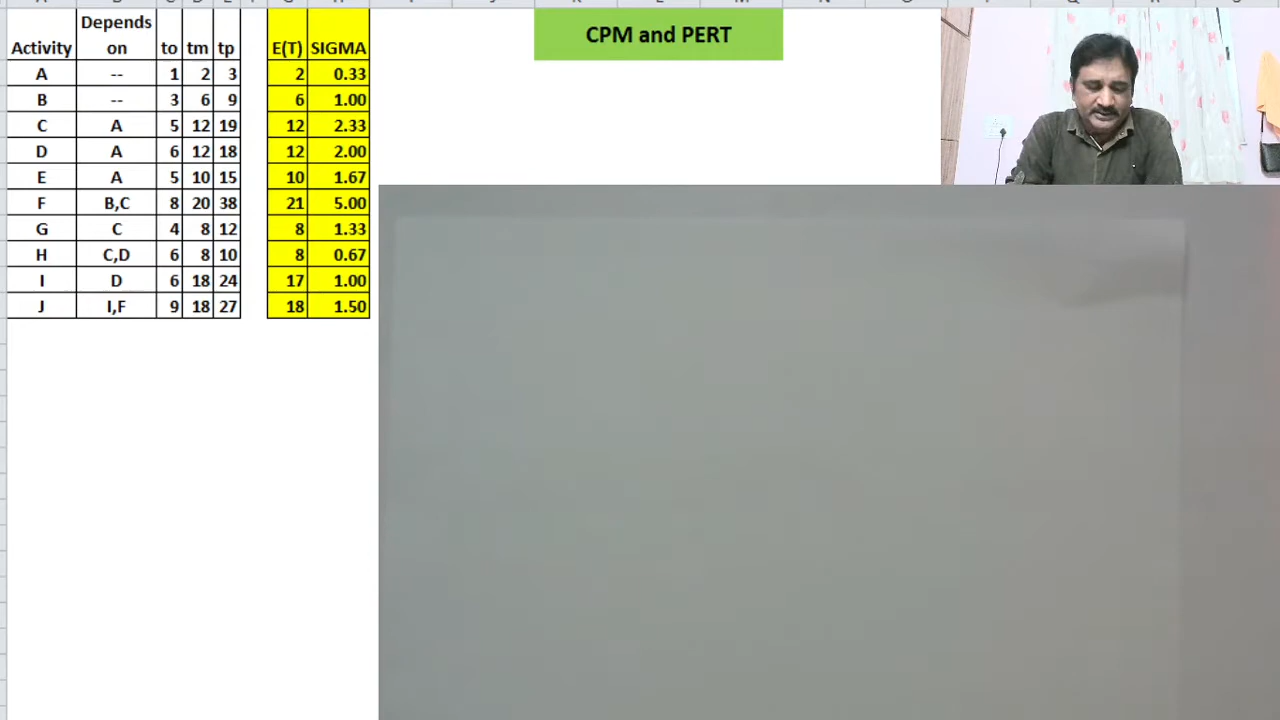 CPM and PERT
Activity Depends on to tm tp E(T) SIGMA
A -- 1 2 3 2 0.33
B -- 3 6 9 6 1.00
C A 5 12 19 12 2.33
D A 6 12 18 12 2.00
E A 5 10 15 10 1.67
F B,C 8 20 38 21 5.00
G C 4 8 12 8 1.33
H C,D 6 8 10 8 0.67
I D 6 18 24 17 1.00
J I,F 9 18 27 18 1.50